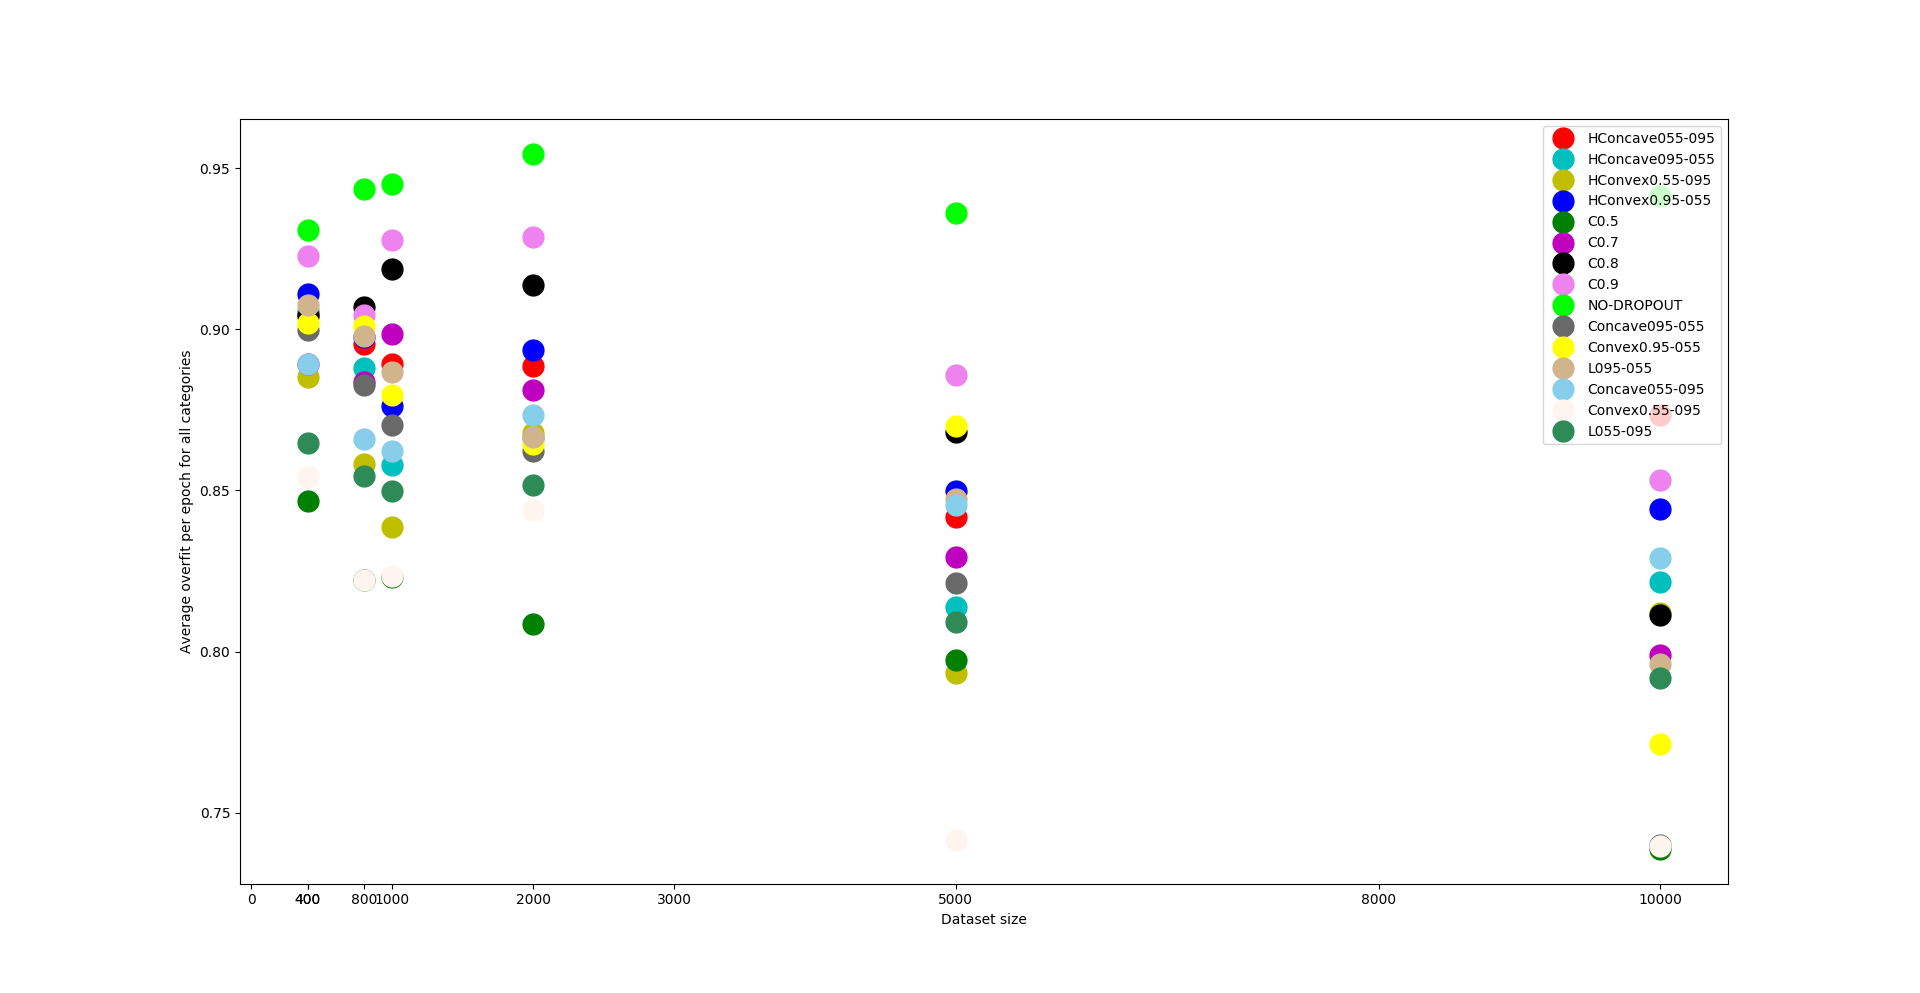 0.95
0.90
0.85
0.80
0.75
Average overfit per epoch for all categories
HConcave055-095
HConcave095-055
HConvex0.55-095
HConvex0.95-055
C0.5
C0.7
C0.8
C0.9
NO-DROPOUT
Concave095-055
Convex0.95-055
L095-055
Concave055-095
Convex0.55-095
L055-095
0 400 800 1000 2000 3000 5000 8000 10000
Dataset size